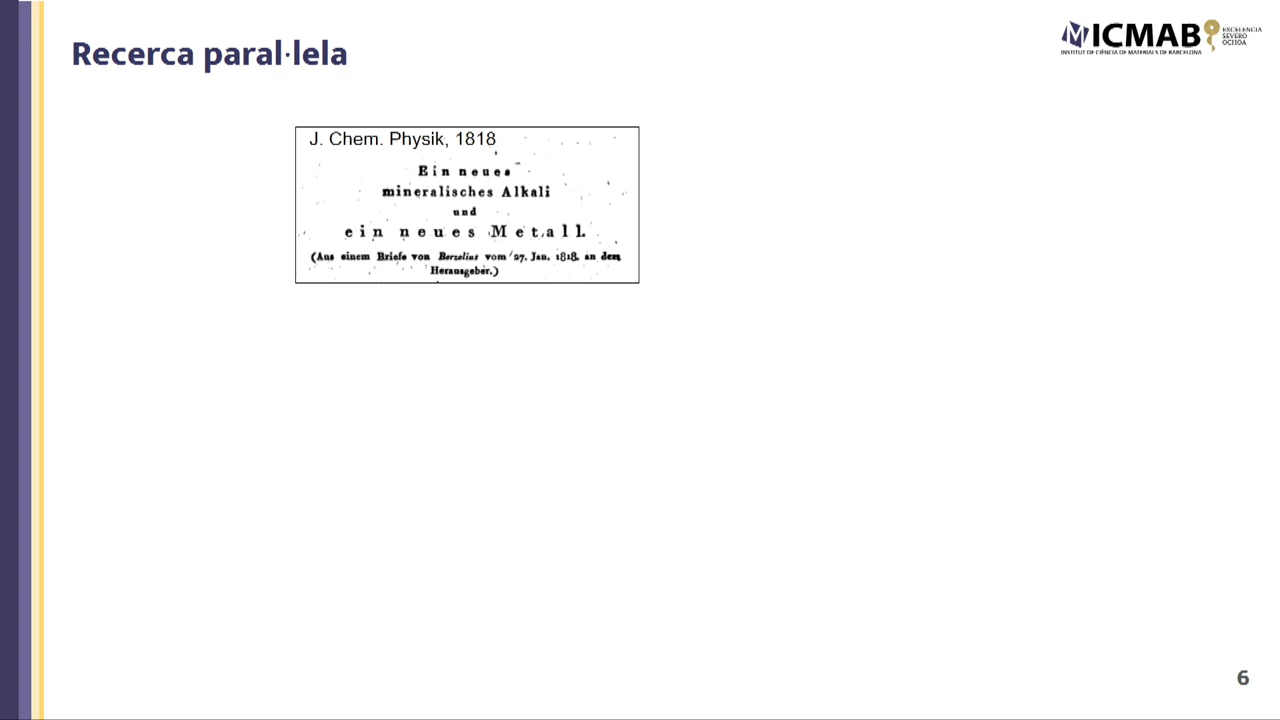 Recerca paral·lela
ICMAB
INSTITUT DE CIÈNCIA DE MATERIALS DE BARCELONA
EXCELENCIA
SEVERO
OCHOA
J. Chem. Physik, 1818
Ein neues
mineralisches Alkali
und
ein neues Metall.
(Aus einem Briefe von Berzelius vom 27. Jan. 1818. an dem
Herausgeber.)
6